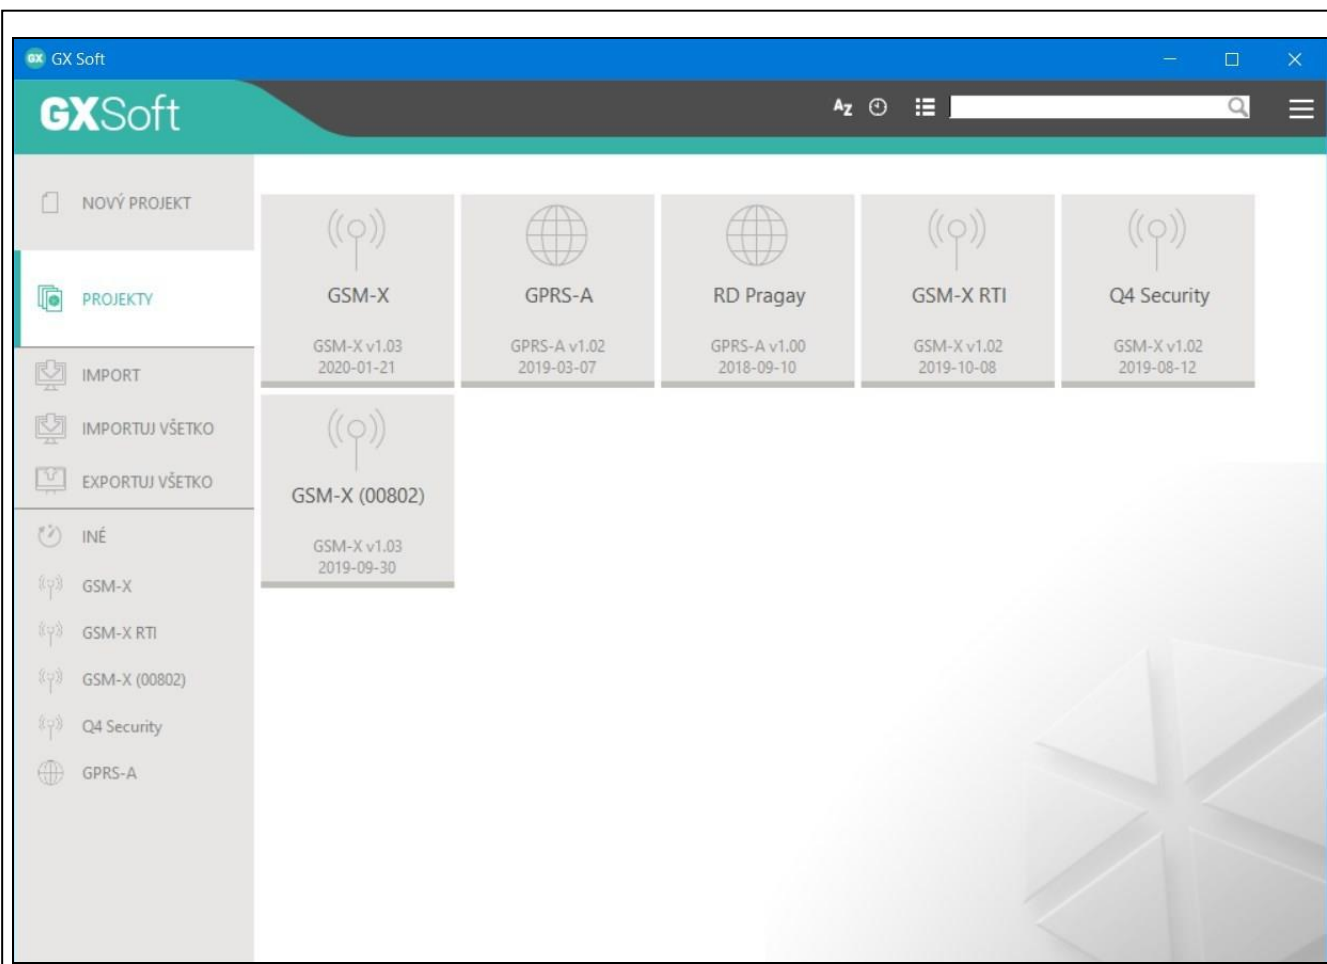 GX GX Soft
GXSoft
AZ
NOVÝ PROJEKT
PROJEKTY
IMPORT
IMPORTUJ VŠETKO
EXPORTUJ VŠETKO
INÉ
GSM-X
GSM-X RTI
GSM-X (00802)
Q4 Security
GPRS-A
GSM-X
GSM-X v1.03
2020-01-21
GPRS-A
GPRS-A v1.02
2019-03-07
RD Pragay
GPRS-A v1.00
2018-09-10
GSM-X RTI
GSM-X v1.02
2019-10-08
Q4 Security
GSM-X v1.02
2019-08-12
GSM-X (00802)
GSM-X v1.03
2019-09-30